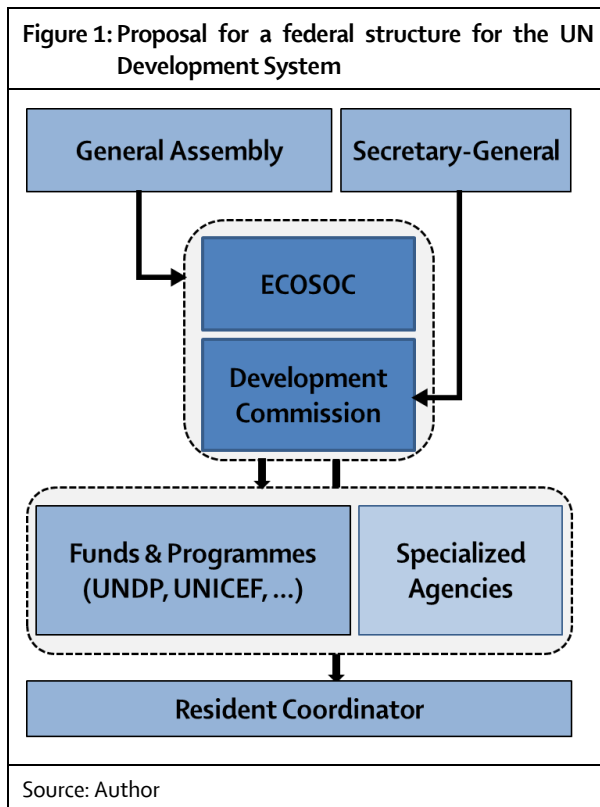 Figure 1: Proposal for a federal structure for the UN
Development System
General Assembly
Secretary-General
ECOSOC
Development
Commission
Funds & Programmes
(UNDP, UNICEF, ...)
Specialized
Agencies
Resident Coordinator
Source: Author